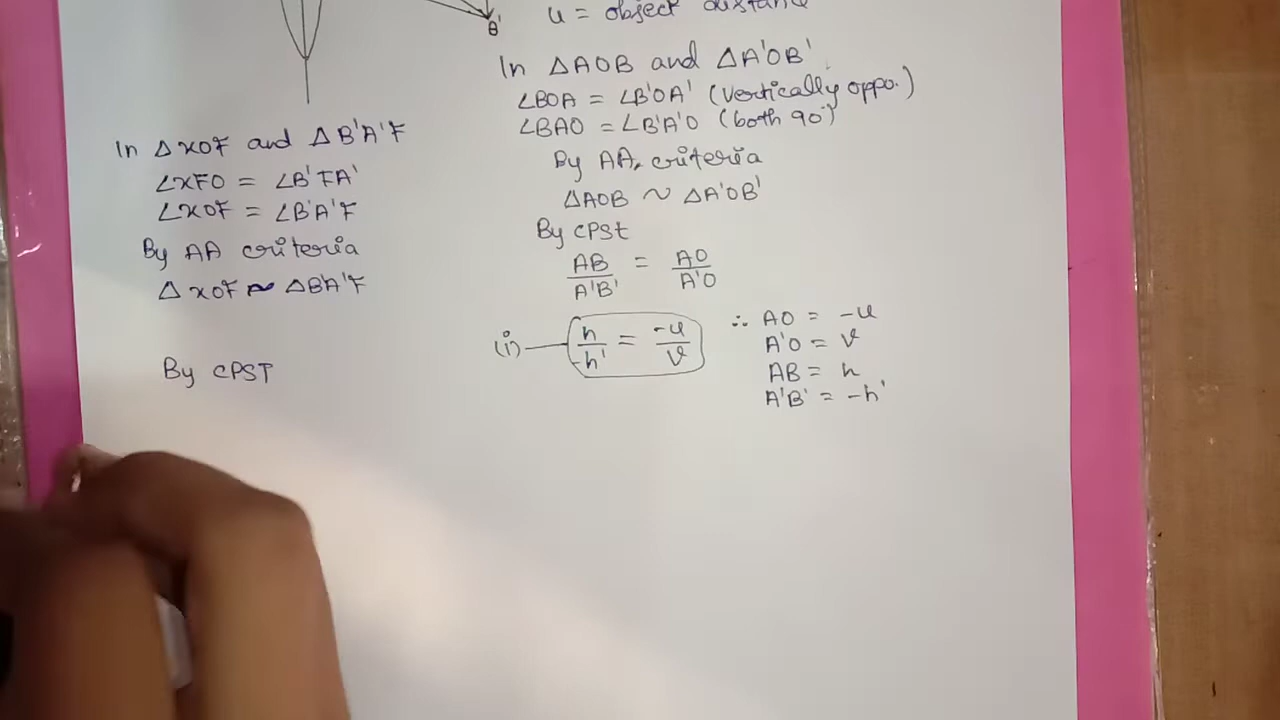 B'
u = object distance
In ΔXOF and ΔB'A'F
∠XFO = ∠B'FA'
∠XOF = ∠B'A'F
By AA criteria
Δ XOF ~ ΔB'A'F
By CPST
In ΔAOB and ΔA'OB'
∠BOA = ∠B'OA' (Vertically oppo.)
∠BAO = ∠B'A'O (both 90°)
By AA, criteria
ΔAOB ~ ΔA'OB'
By CPST
AB/A'B' = AO/A'O
(i) — h/-h' = -u/v
∴ AO = -u
A'O = v
AB = h
A'B' = -h'